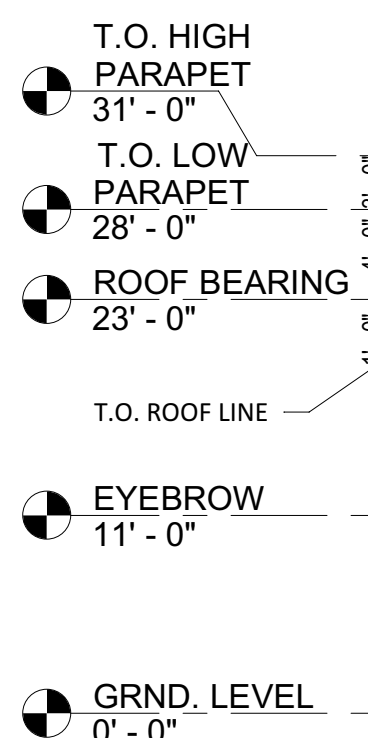 T.O. HIGH
PARAPET
31' - 0"
T.O. LOW
PARAPET
28' - 0"
ROOF BEARING
23' - 0"
T.O. ROOF LINE
EYEBROW
11' - 0"
GRND. LEVEL
0' - 0"